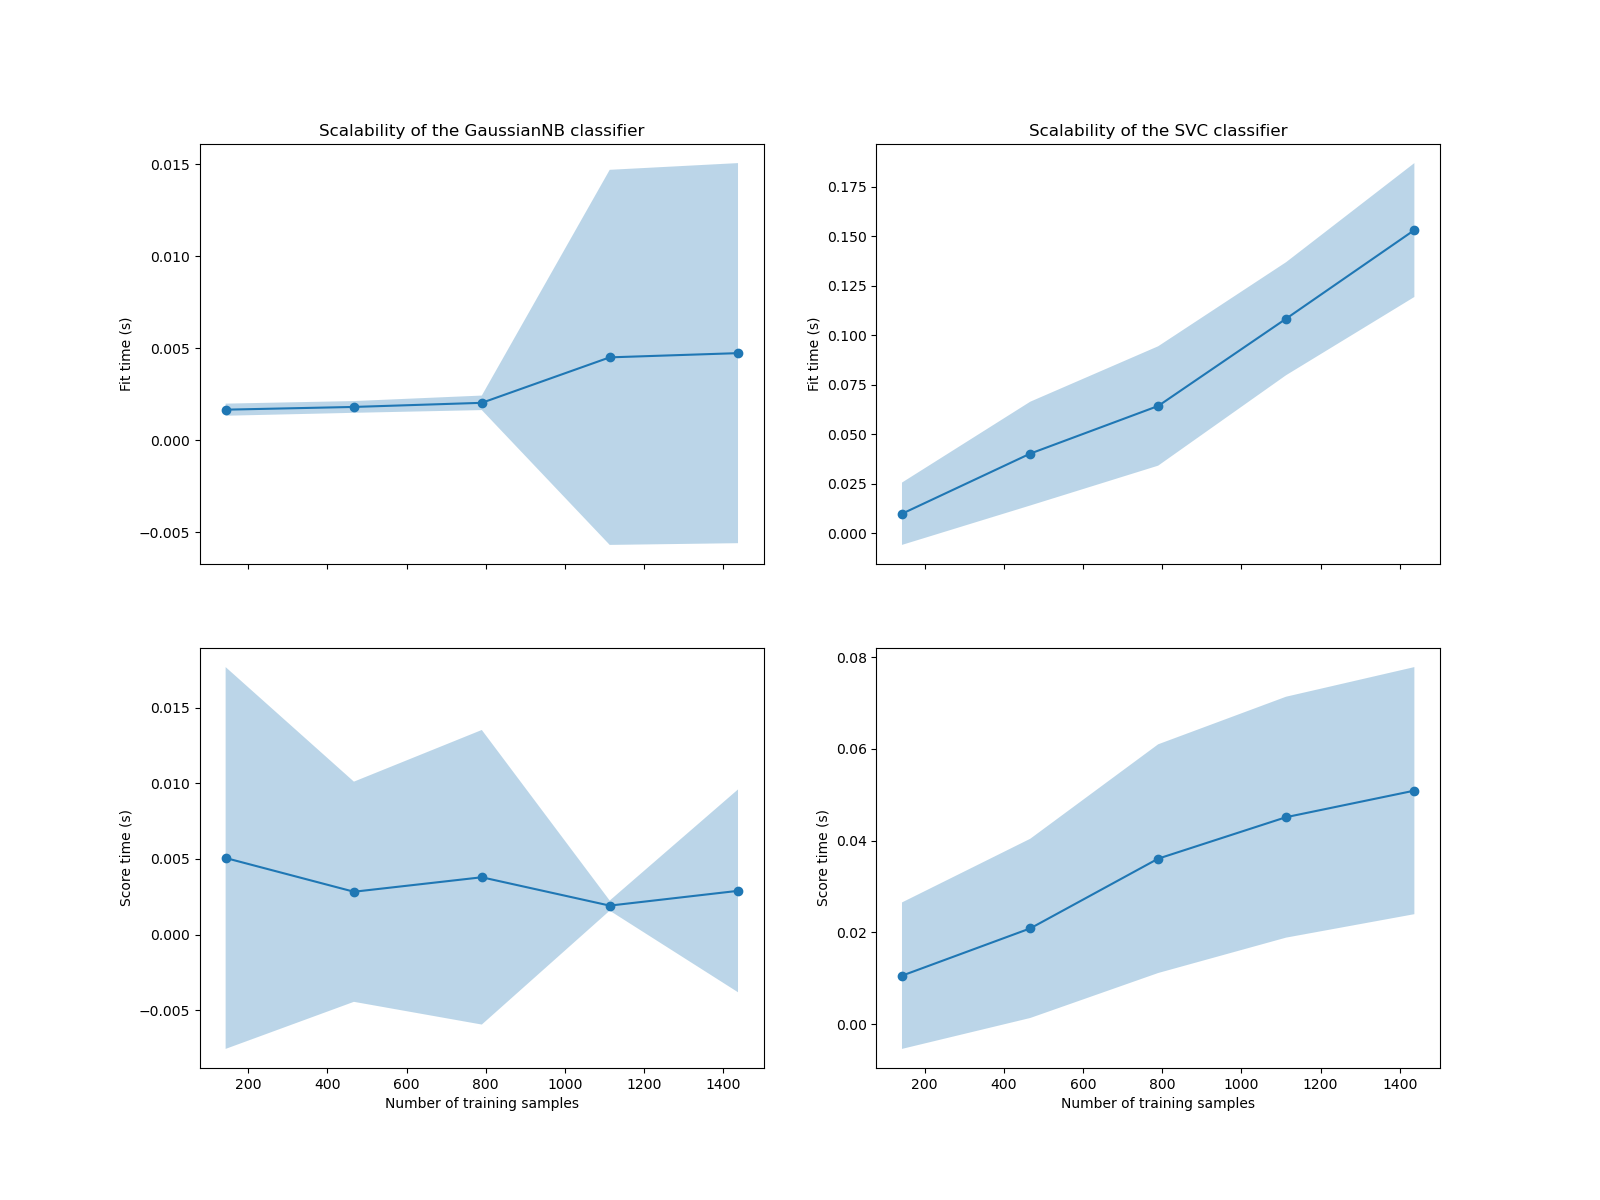 Scalability of the GaussianNB classifier
0.015
0.010
0.005
0.000
−0.005
Fit time (s)
Scalability of the SVC classifier
0.175
0.150
0.125
0.100
0.075
0.050
0.025
0.000
Fit time (s)
0.015
0.010
0.005
0.000
−0.005
Score time (s)
200 400 600 800 1000 1200 1400
Number of training samples
0.08
0.06
0.04
0.02
0.00
Score time (s)
200 400 600 800 1000 1200 1400
Number of training samples